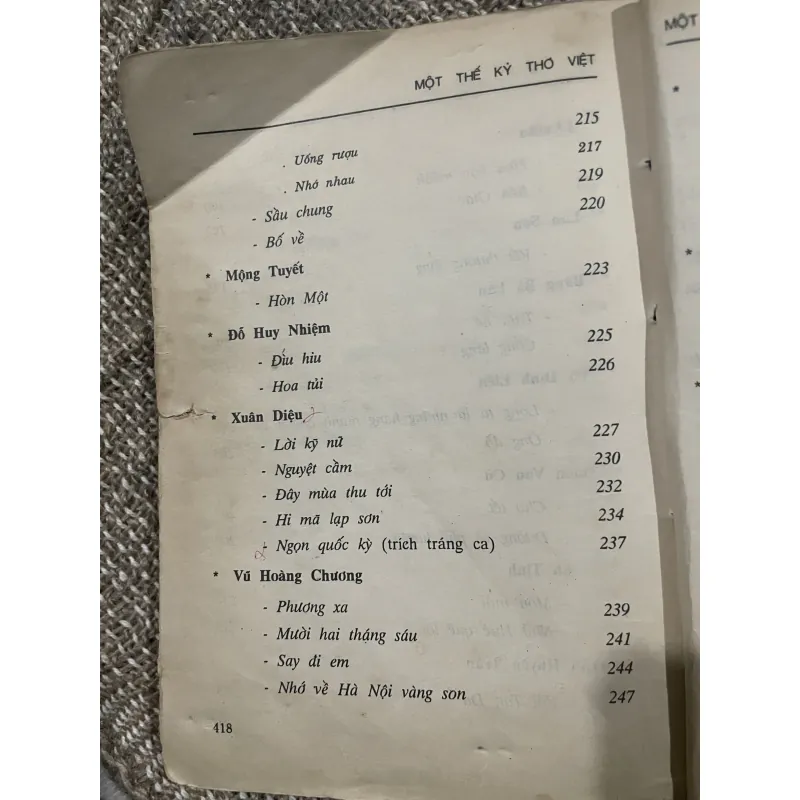 MỘT THẾ KỶ THƠ VIỆT
. Uống rượu 215
. Nhớ nhau 217
- Sầu chung 219
- Bố về 220
* Mộng Tuyết
- Hòn Một 223
* Đỗ Huy Nhiệm
- Đíu hiu 225
- Hoa tủi 226
* Xuân Diệu
- Lời kỹ nữ 227
- Nguyệt cầm 230
- Đây mùa thu tới 232
- Hi mã lạp sơn 234
- Ngọn quốc kỳ (trích tráng ca) 237
* Vũ Hoàng Chương
- Phương xa 239
- Mười hai tháng sáu 241
- Say đi em 244
- Nhớ về Hà Nội vàng son 247
418
MỘT
*
*
*